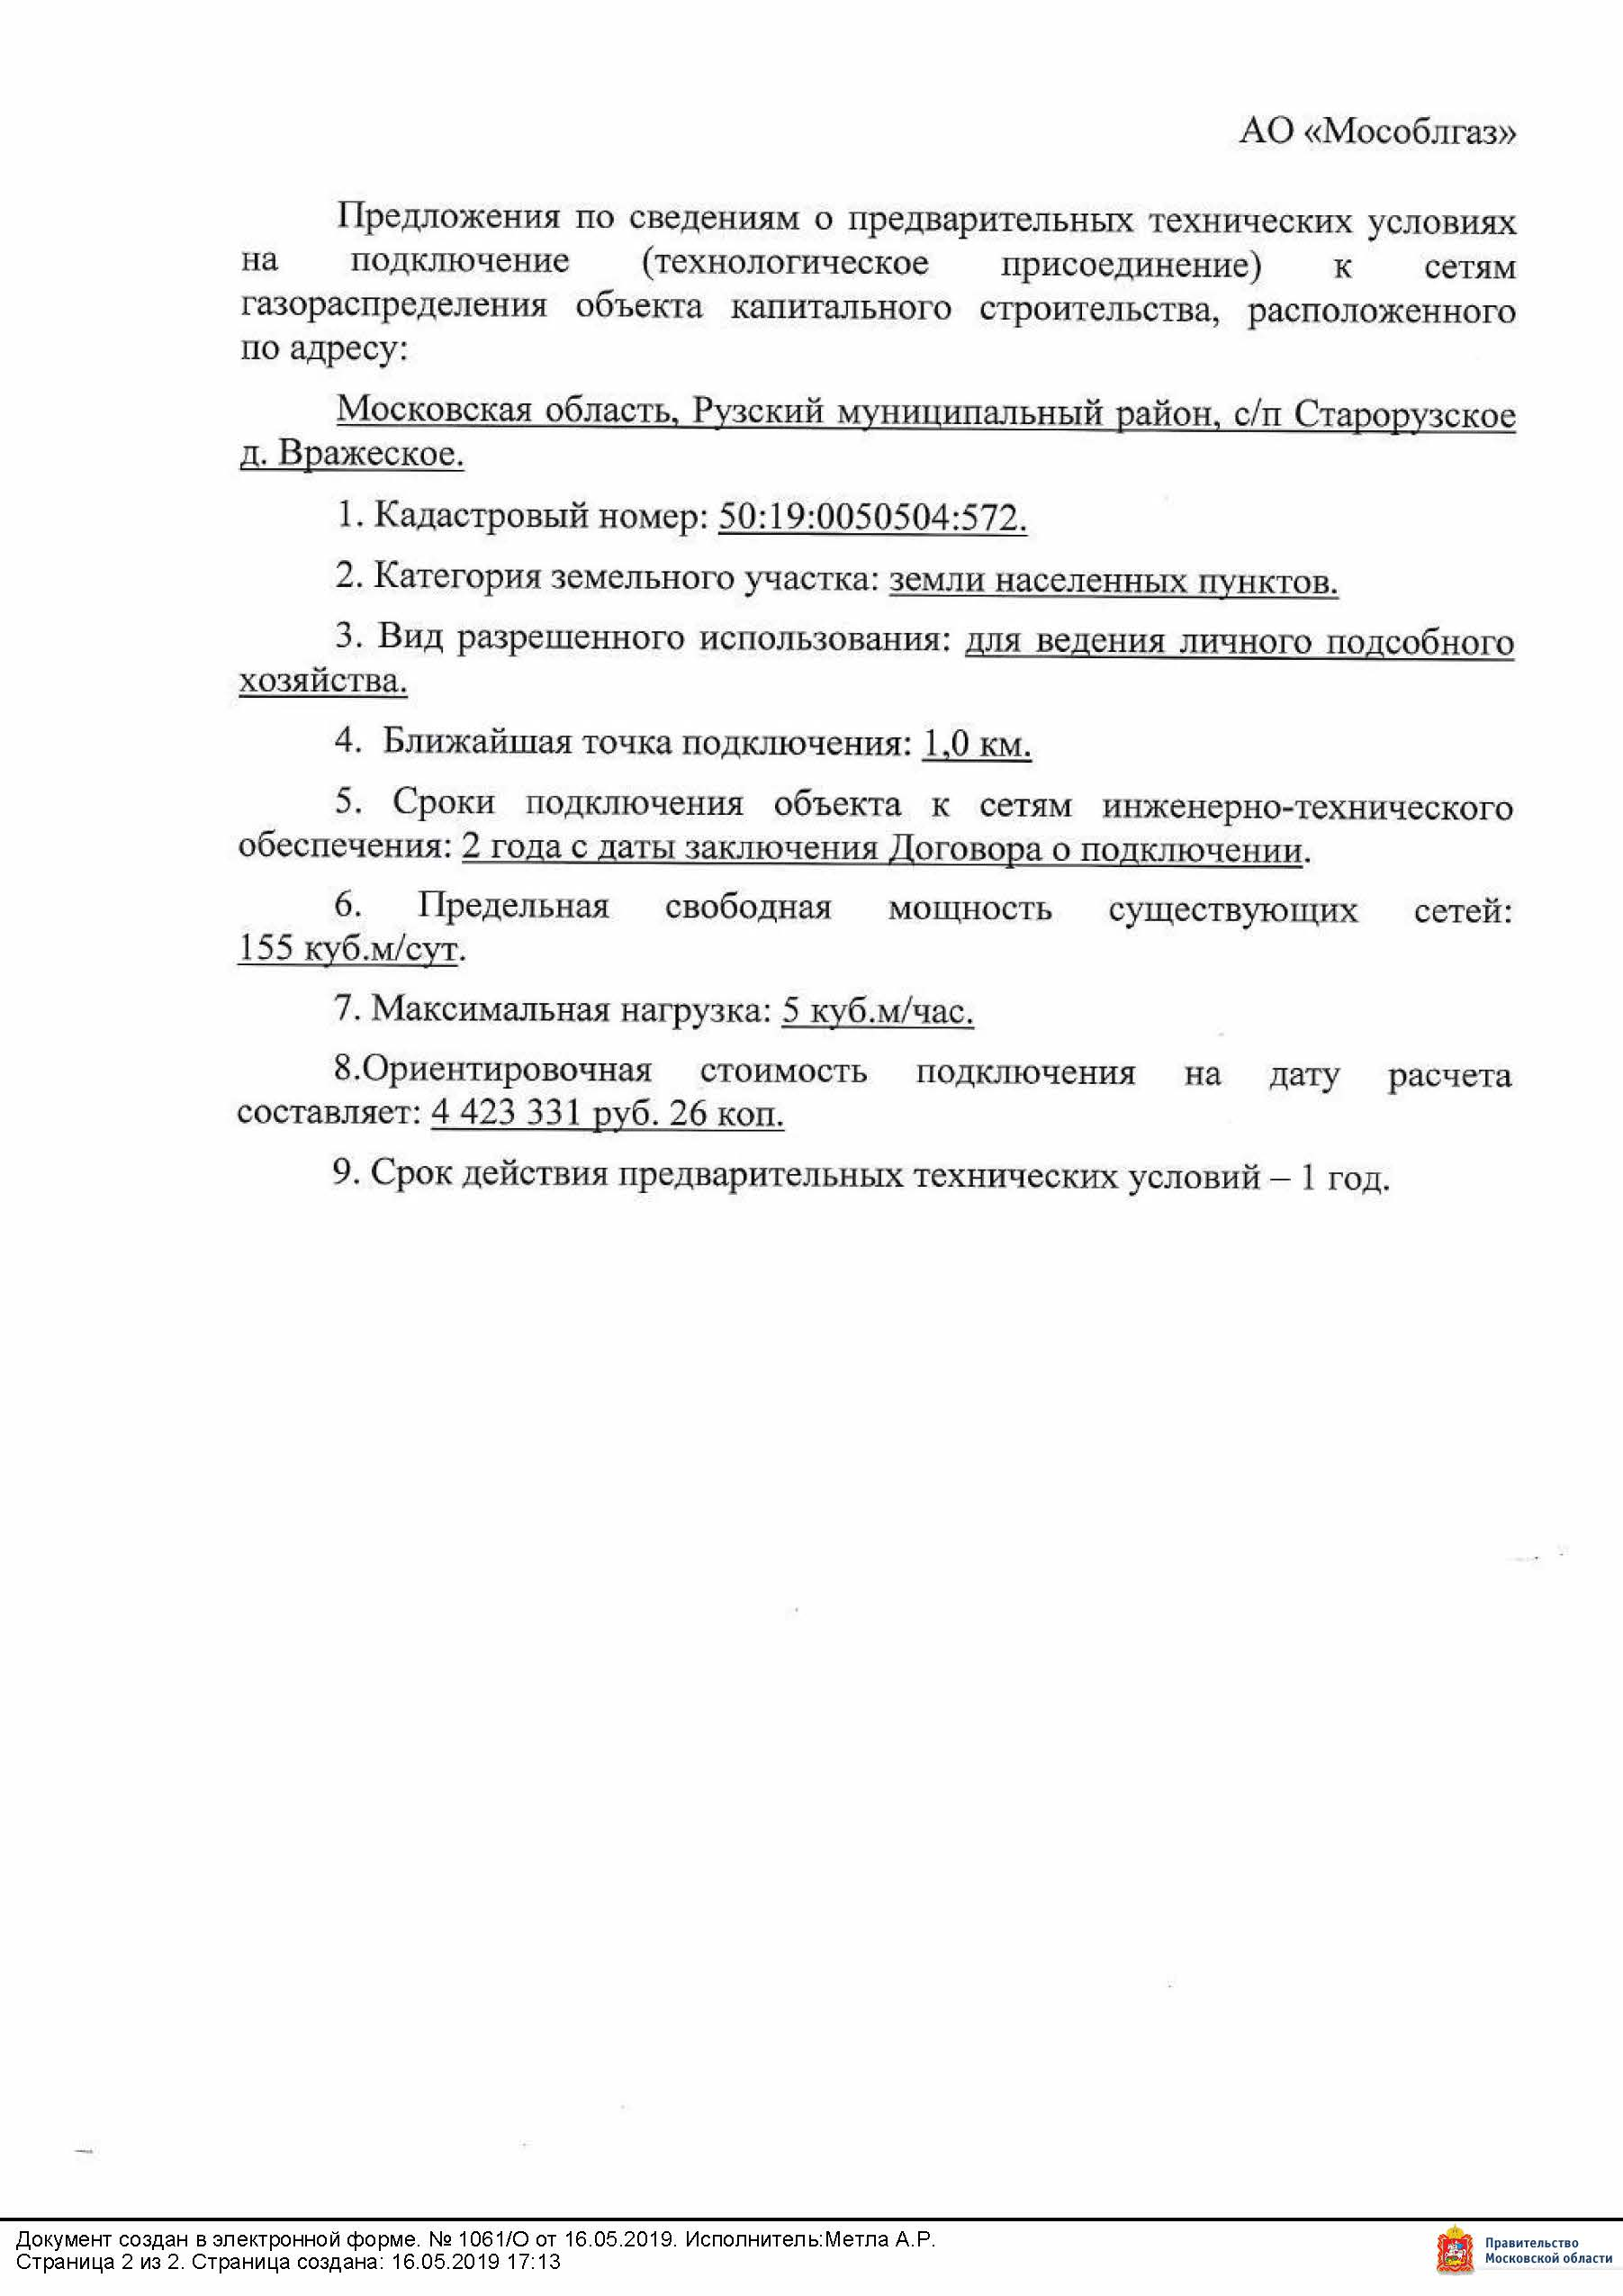 АО «Мособлгаз»
Предложения по сведениям о предварительных технических условиях
на подключение (технологическое присоединение) к сетям
газораспределения объекта капитального строительства, расположенного
по адресу:
Московская область, Рузский муниципальный район, с/п Старорузское
д. Вражеское.
1. Кадастровый номер: 50:19:0050504:572.
2. Категория земельного участка: земли населенных пунктов.
3. Вид разрешенного использования: для ведения личного подсобного
хозяйства.
4. Ближайшая точка подключения: 1,0 км.
5. Сроки подключения объекта к сетям инженерно-технического
обеспечения: 2 года с даты заключения Договора о подключении.
6. Предельная свободная мощность существующих сетей:
155 куб.м/сут.
7. Максимальная нагрузка: 5 куб.м/час.
8.Ориентировочная стоимость подключения на дату расчета
составляет: 4 423 331 руб. 26 коп.
9. Срок действия предварительных технических условий – 1 год.
Документ создан в электронной форме. № 1061/О от 16.05.2019. Исполнитель:Метла А.Р.
Страница 2 из 2. Страница создана: 16.05.2019 17:13
Правительство
Московской области